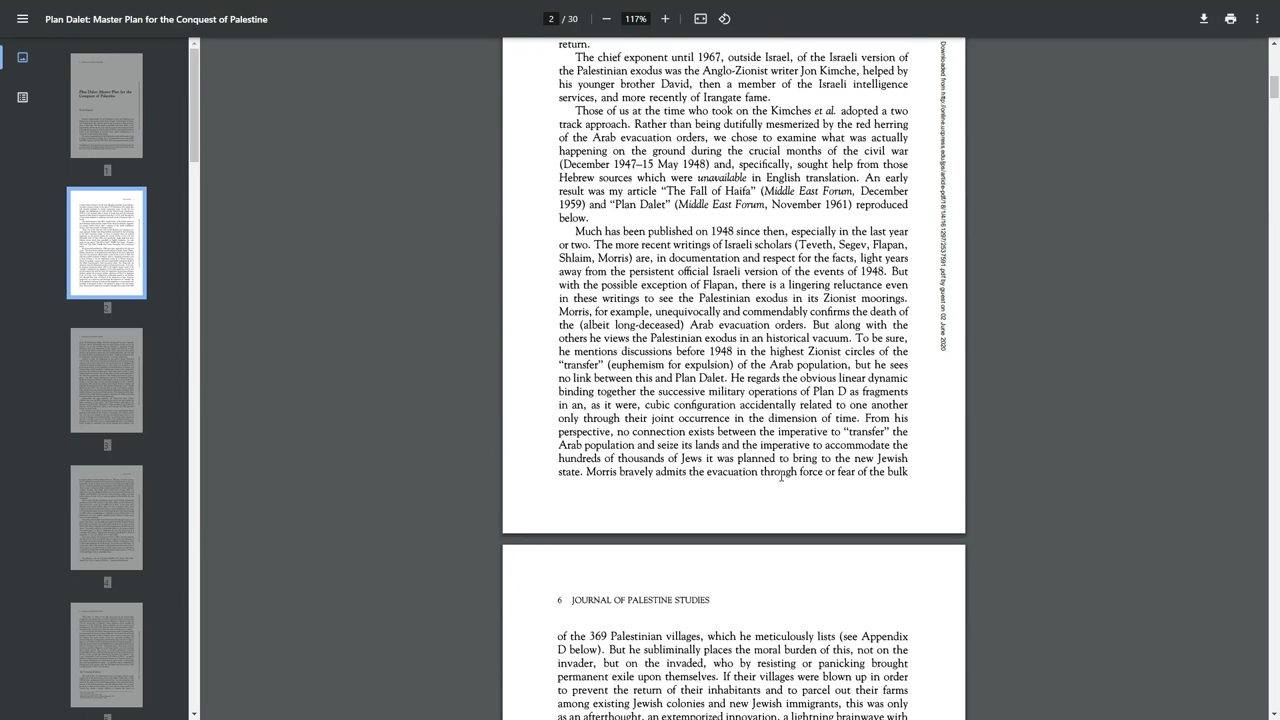 Plan Dalet: Master Plan for the Conquest of Palestine
2 / 30
117%
return.
The chief exponent until 1967, outside Israel, of the Israeli version of
the Palestinian exodus was the Anglo-Zionist writer Jon Kimche, helped by
his younger brother David, then a member of the Israeli intelligence
services, and more recently of Irangate fame.
Those of us at the time who took on the Kimches et al. adopted a two
track approach. Rather than being dutifully mesmerized by the red herring
of the Arab evacuation orders, we chose to examine what was actually
happening on the ground during the crucial months of the civil war
(December 1947–15 May 1948) and, specifically, sought help from those
Hebrew sources which were unavailable in English translation. An early
result was my article “The Fall of Haifa” (Middle East Forum, December
1959) and “Plan Dalet” (Middle East Forum, November 1961) reproduced
below.
Much has been published on 1948 since then, especially in the last year
or two. The more recent writings of Israeli scholars (Teveth, Segev, Flapan,
Shlaim, Morris) are, in documentation and respect for the facts, light years
away from the persistent official Israeli version of the events of 1948. But
with the possible exception of Flapan, there is a lingering reluctance even
in these writings to see the Palestinian exodus in its Zionist moorings.
Morris, for example, unequivocally and commendably confirms the death of
the (albeit long-deceased) Arab evacuation orders. But along with the
others he views the Palestinian exodus in an historical vacuum. To be sure,
he mentions discussions before 1948 in the highest Zionist circles of the
“transfer” (euphemism for expulsion) of the Arab population, but he sees
no link between this and Plan Dalet. He regards the obvious linear dynamic
binding together the successive military operations of Plan D as fragments
in an, as it were, cubic configuration accidentally related to one another
only through their joint occurrence in the dimension of time. From his
perspective, no connection exists between the imperative to “transfer” the
Arab population and seize its lands and the imperative to accommodate the
hundreds of thousands of Jews it was planned to bring to the new Jewish
state. Morris bravely admits the evacuation through force or fear of the bulk
6 JOURNAL OF PALESTINE STUDIES
of the 369 Palestinian villages, which he meticulously lists (see Appendix
D below). But he subliminally places the moral burden of this, not on the
invader, but on the invaded, who by resisting or panicking brought
permanent exile upon themselves. If their villages were blown up in order
to prevent the return of their inhabitants and to parcel out their farms
among existing Jewish colonies and new Jewish immigrants, this was only
as an afterthought, an extemporized innovation, a lightning brainwave with